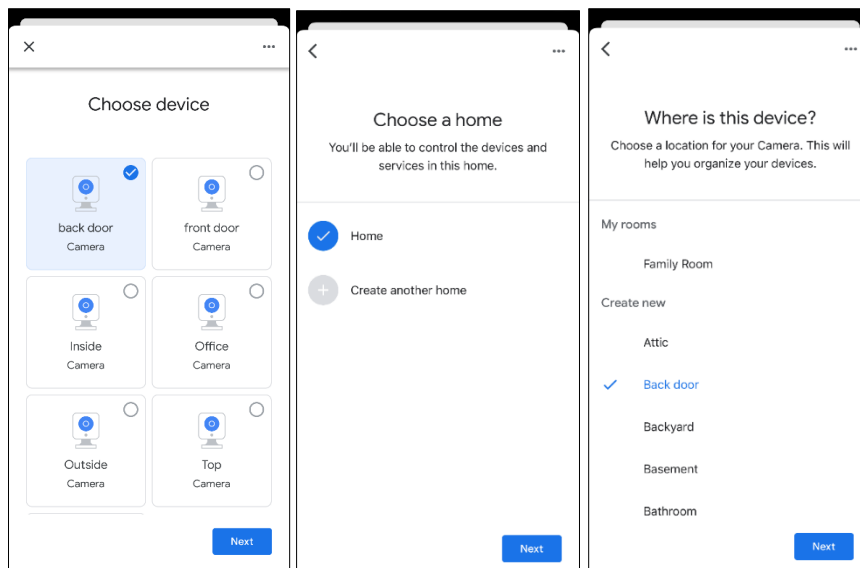 Choose device
back door
Camera
front door
Camera
Inside
Camera
Office
Camera
Outside
Camera
Top
Camera
Next
Choose a home
You'll be able to control the devices and
services in this home.
Home
Create another home
Next
Where is this device?
Choose a location for your Camera. This will
help you organize your devices.
My rooms
Family Room
Create new
Attic
Back door
Backyard
Basement
Bathroom
Next